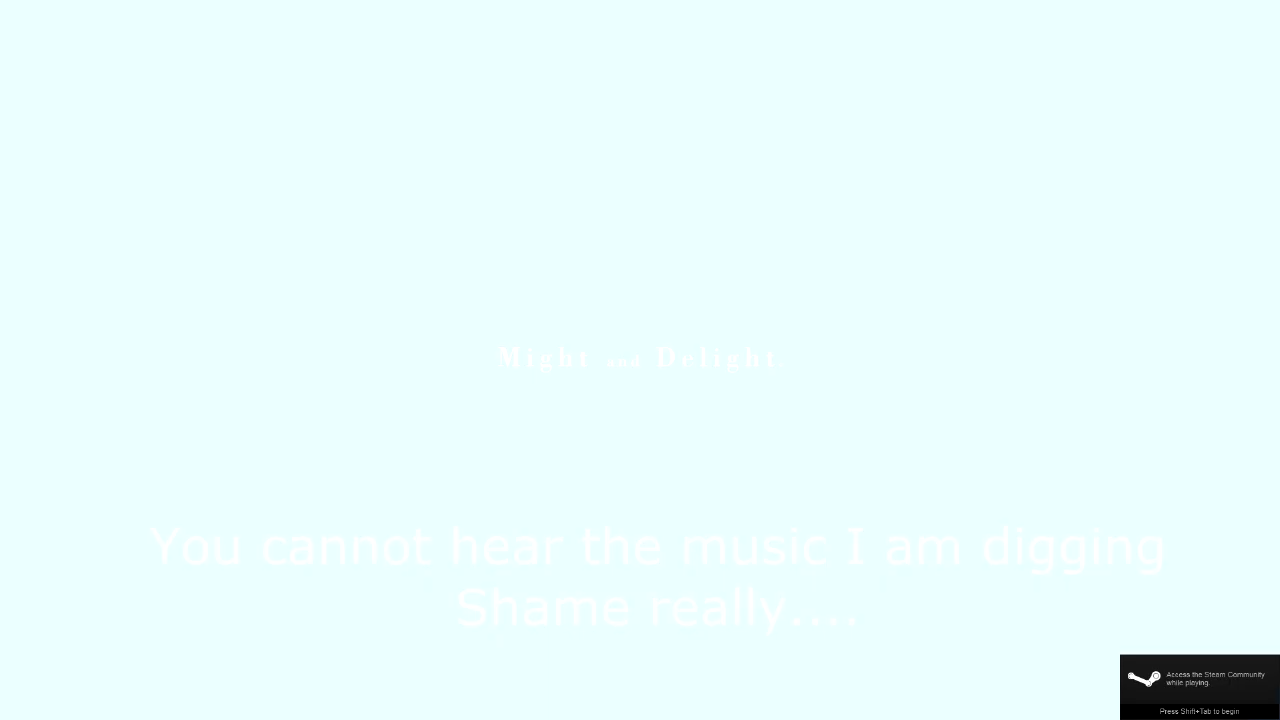 Might and Delight
You cannot hear the music I am digging
Shame really....
Access the Steam Community
while playing.
Press Shift+Tab to begin